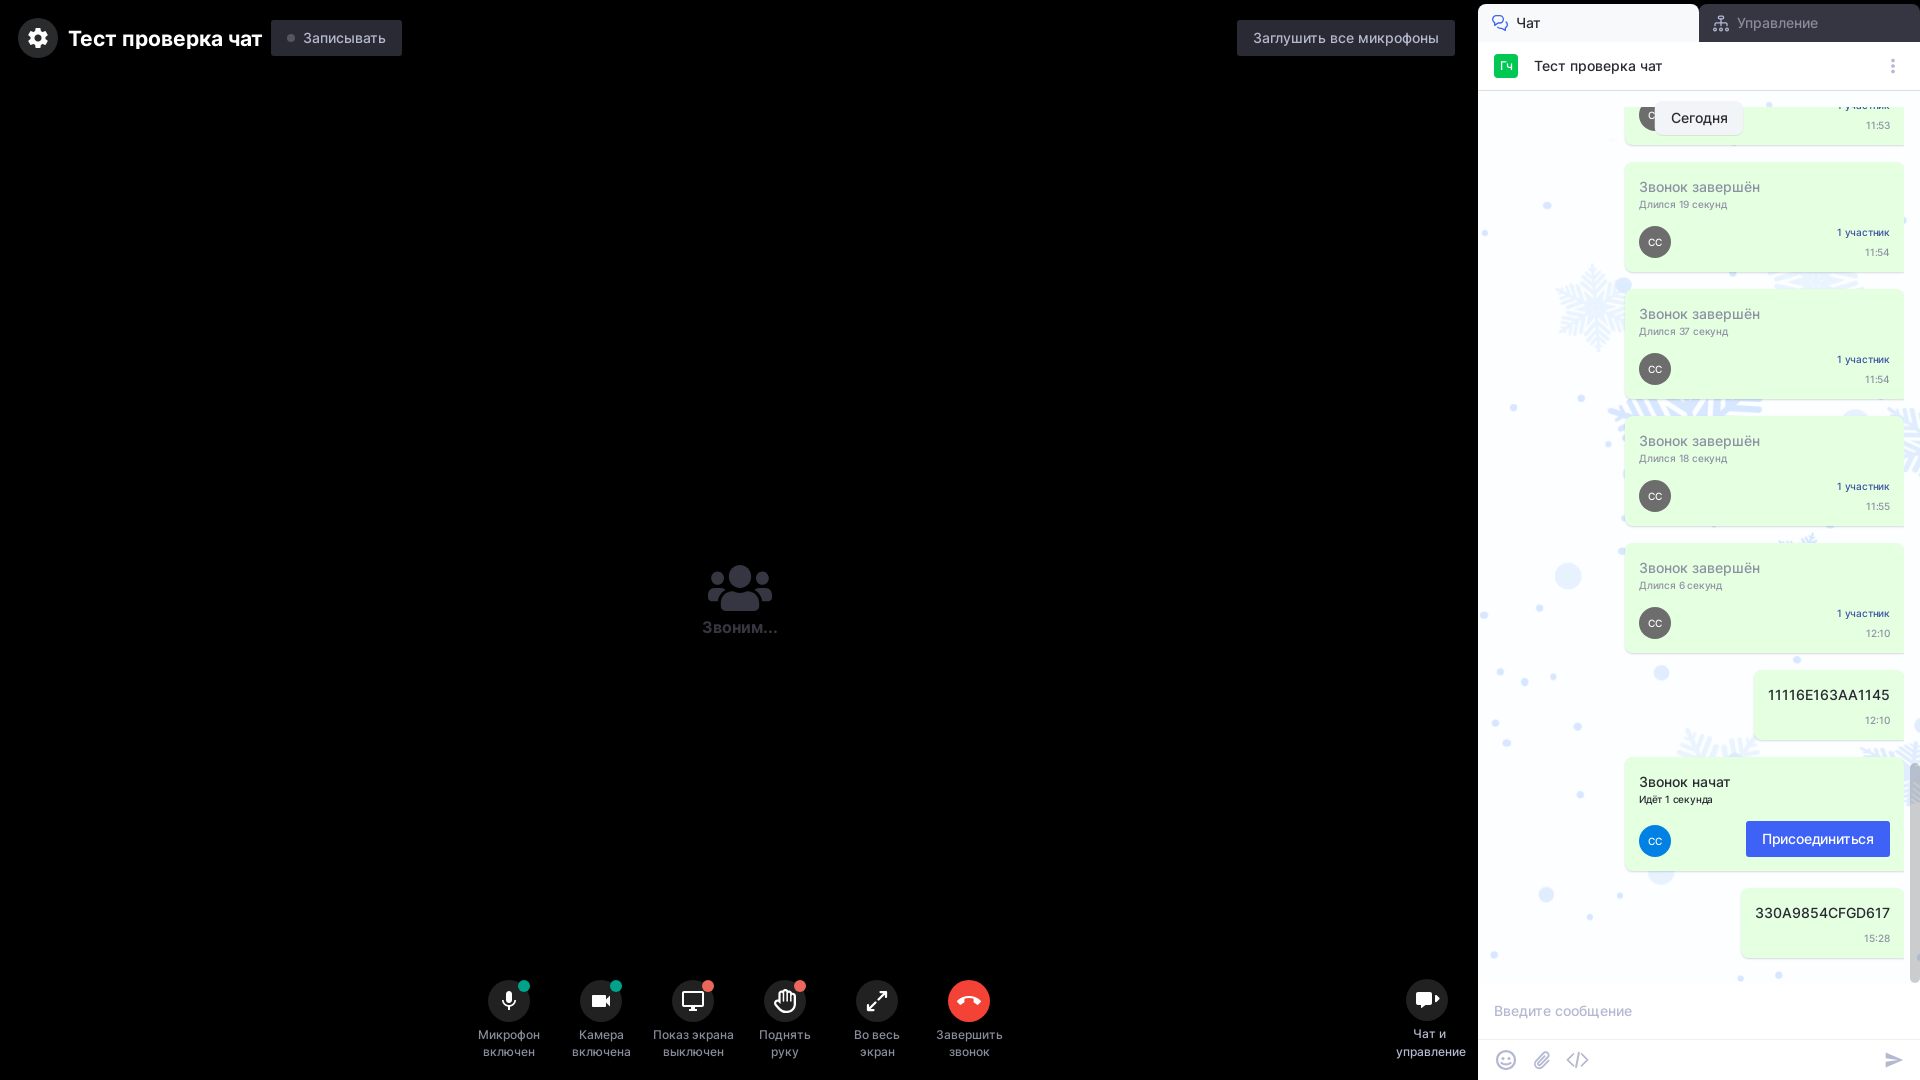 Тест проверка чат
Записывать
Заглушить все микрофоны
Звоним...
Микрофон
включен
Камера
включена
Показ экрана
выключен
Поднять
руку
Во весь
экран
Завершить
звонок
Чат и
управление
Чат
Управление
Гч
Тест проверка чат
Сегодня
11:53
Звонок завершён
Длился 19 секунд
1 участник
СС
11:54
Звонок завершён
Длился 37 секунд
1 участник
СС
11:54
Звонок завершён
Длился 18 секунд
1 участник
СС
11:55
Звонок завершён
Длился 6 секунд
1 участник
СС
12:10
11116E163AA1145
12:10
Звонок начат
Идёт 1 секунда
СС
Присоединиться
330A9854CFGD617
15:28
Введите сообщение